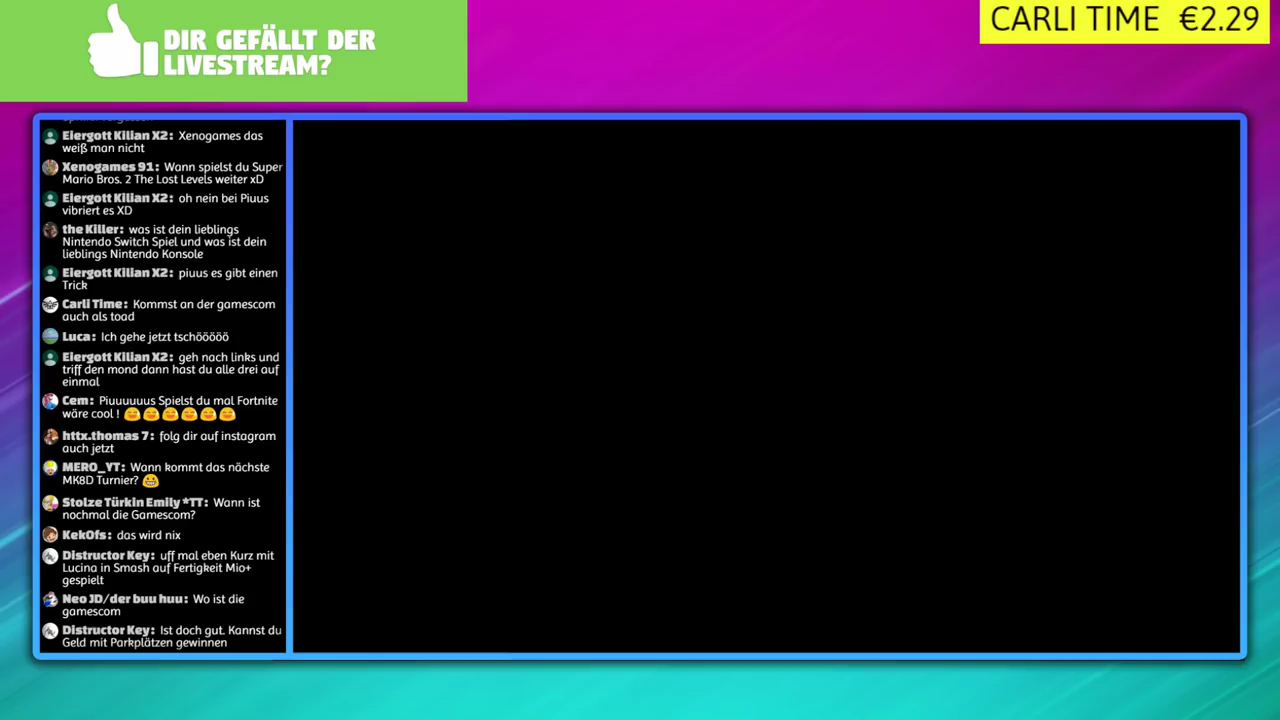 DIR GEFÄLLT DER
LIVESTREAM?
CARLI TIME €2.29
Eiergott Kilian X2: Xenogames das
weiß man nicht
Xenogames 91: Wann spielst du Super
Mario Bros. 2 The Lost Levels weiter xD
Eiergott Kilian X2: oh nein bei Piuus
vibriert es XD
the Killer: was ist dein lieblings
Nintendo Switch Spiel und was ist dein
lieblings Nintendo Konsole
Eiergott Kilian X2: piuus es gibt einen
Trick
Carli Time: Kommst an der gamescom
auch als toad
Luca: Ich gehe jetzt tschööööö
Eiergott Kilian X2: geh nach links und
triff den mond dann hast du alle drei auf
einmal
Cem: Piuuuuuus Spielst du mal Fortnite
wäre cool !
httx.thomas 7: folg dir auf instagram
auch jetzt
MERO_YT: Wann kommt das nächste
MK8D Turnier?
Stolze Türkin Emily *TT: Wann ist
nochmal die Gamescom?
KekOfs: das wird nix
Distructor Key: uff mal eben Kurz mit
Lucina in Smash auf Fertigkeit Mio+
gespielt
Neo JD/der buu huu: Wo ist die
gamescom
Distructor Key: Ist doch gut. Kannst du
Geld mit Parkplätzen gewinnen